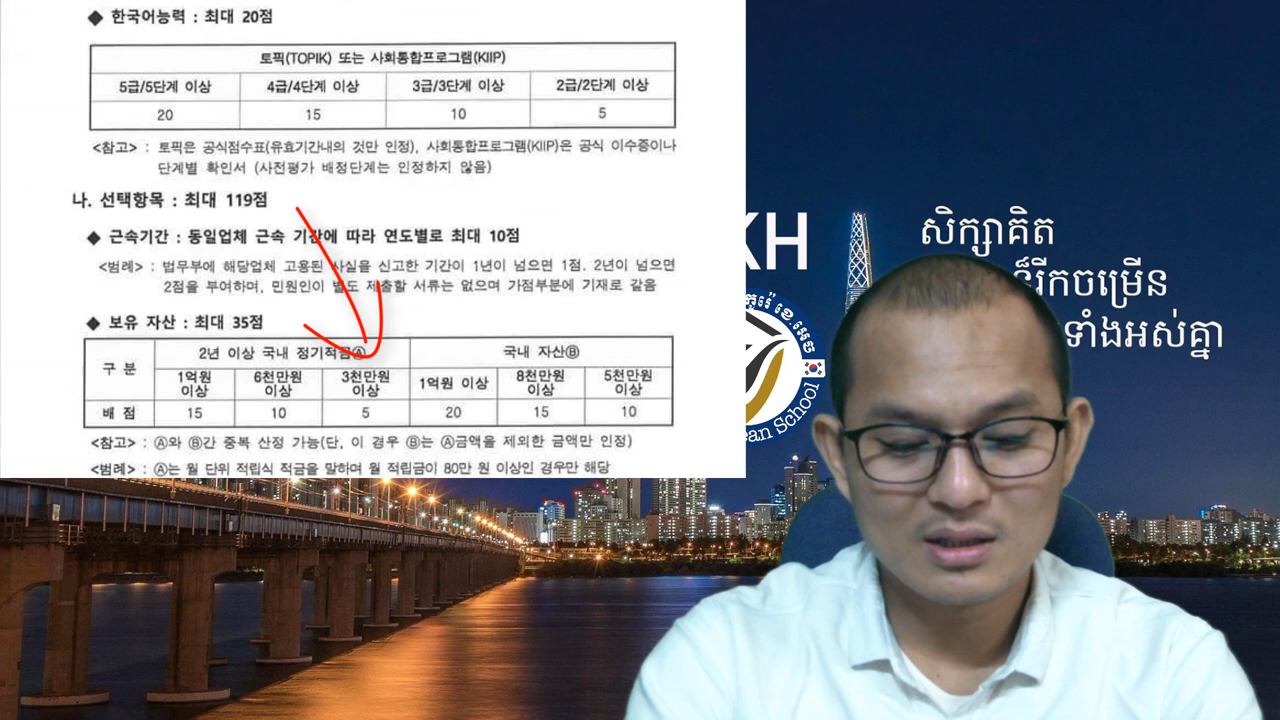 ◆ 한국어능력 : 최대 20점
토픽(TOPIK) 또는 사회통합프로그램(KIIP)
5급/5단계 이상 4급/4단계 이상 3급/3단계 이상 2급/2단계 이상
20 15 10 5
<참고> : 토픽은 공식점수표(유효기간내의 것만 인정), 사회통합프로그램(KIIP)은 공식 이수증이나
단계별 확인서 (사전평가 배정단계는 인정하지 않음)
나. 선택항목 : 최대 119점
◆ 근속기간 : 동일업체 근속 기간에 따라 연도별로 최대 10점
<범례> : 법무부에 해당업체 고용된 사실을 신고한 기간이 1년이 넘으면 1점, 2년이 넘으면
2점을 부여하며, 민원인이 별도 제출할 서류는 없으며 가점부분에 기재로 갈음
◆ 보유 자산 : 최대 35점
구 분 2년 이상 국내 정기적금Ⓐ 국내 자산Ⓑ
1억원 이상 6천만원 이상 3천만원 이상 1억원 이상 8천만원 이상 5천만원 이상
배 점 15 10 5 20 15 10
<참고> : Ⓐ와 Ⓑ간 중복 산정 가능(단, 이 경우 Ⓑ는 Ⓐ금액을 제외한 금액만 인정)
<범례> : Ⓐ는 월 단위 적립식 적금을 말하며 월 적립금이 80만 원 이상인 경우만 해당
KH
សិក្សាគិត
រីកចម្រើន
ទាំងអស់គ្នា
ean School